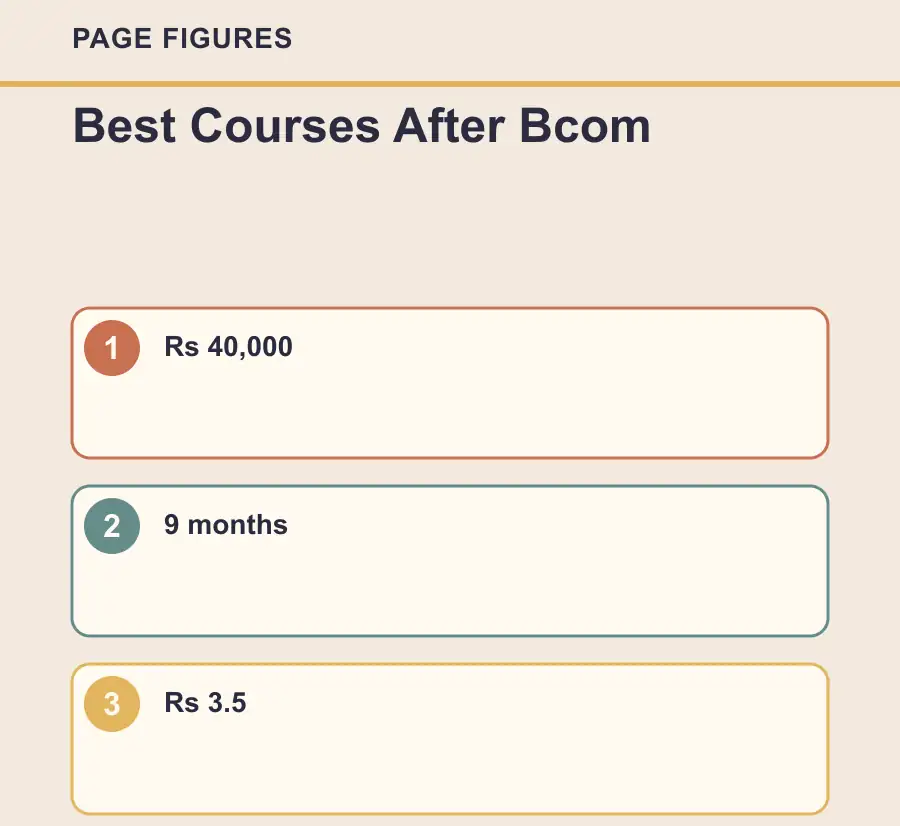 PAGE FIGURES
Best Courses After Bcom
1 Rs 40,000
2 9 months
3 Rs 3.5